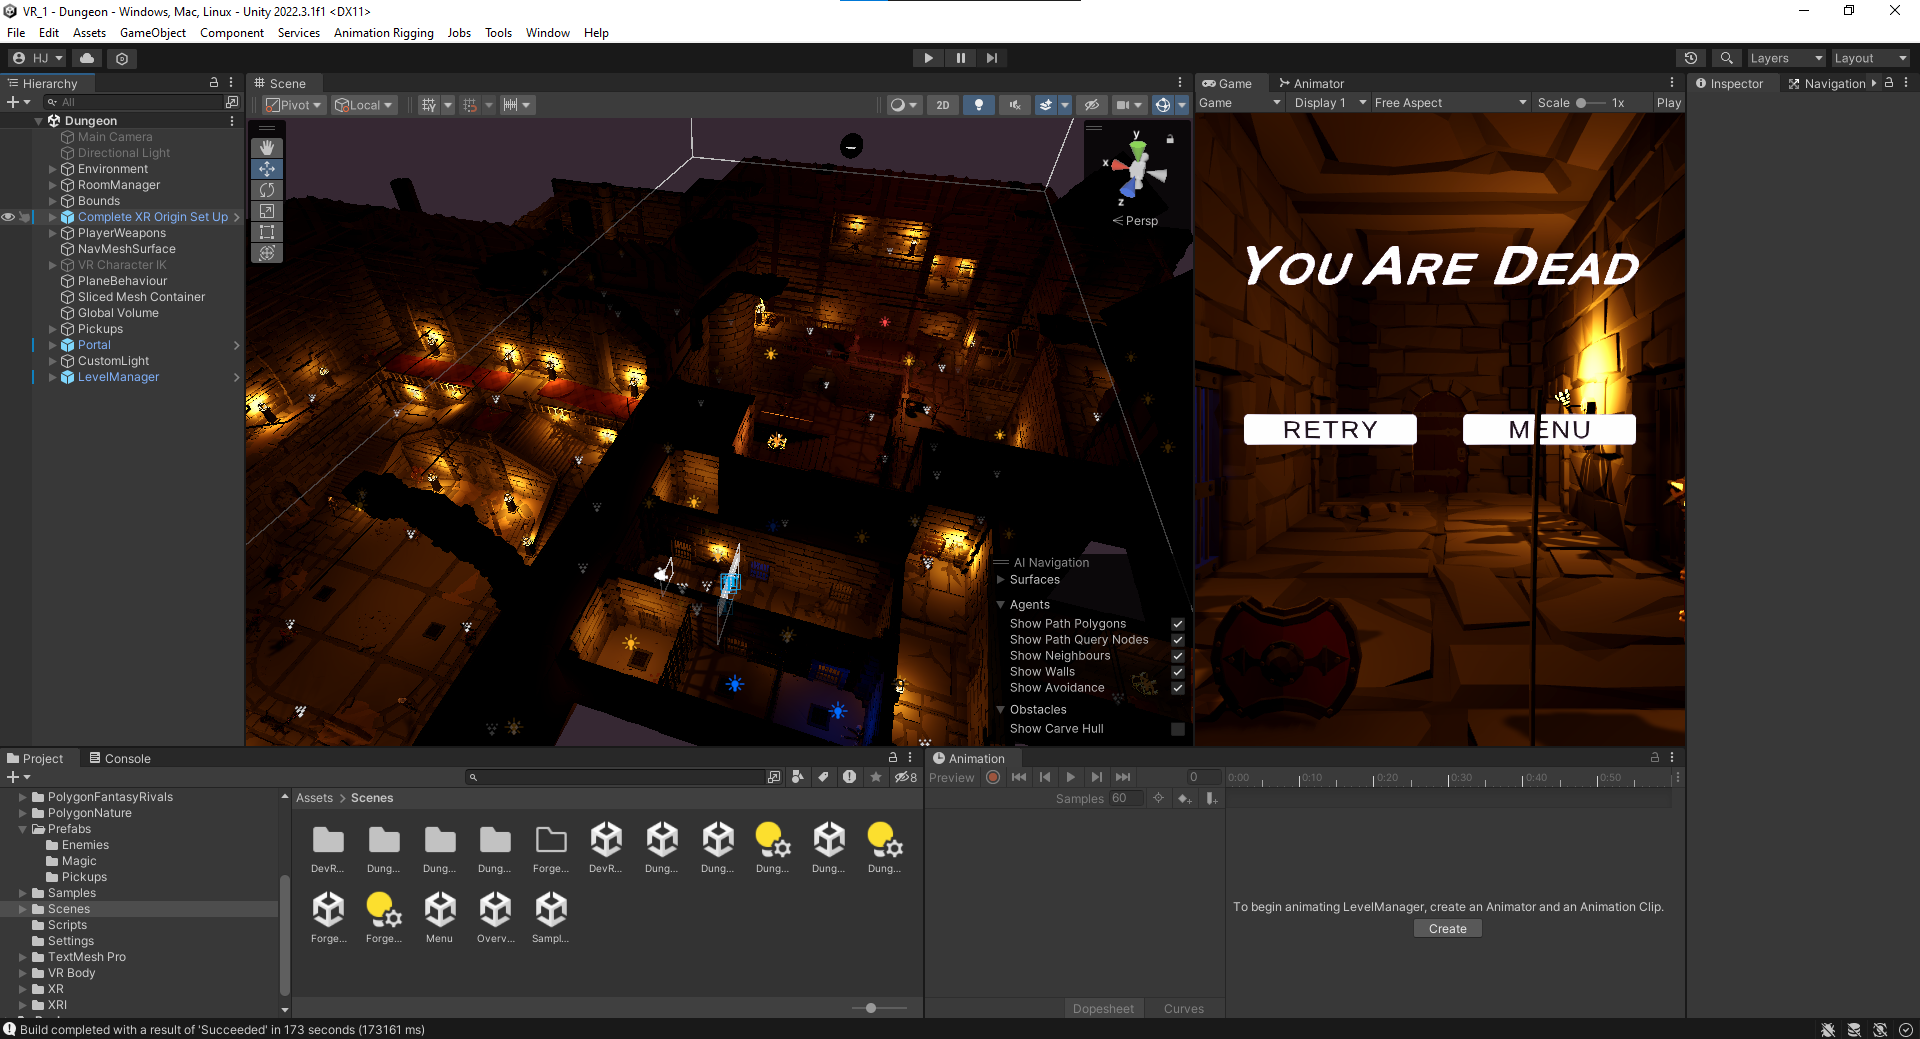 VR_1 - Dungeon - Windows, Mac, Linux - Unity 2022.3.1f1 <DX11>
File Edit Assets GameObject Component Services Animation Rigging Jobs Tools Window Help
HJ
Layers Layout
Hierarchy
All
Dungeon
Main Camera
Directional Light
Environment
RoomManager
Bounds
Complete XR Origin Set Up
PlayerWeapons
NavMeshSurface
VR Character IK
PlaneBehaviour
Sliced Mesh Container
Global Volume
Pickups
Portal
CustomLight
LevelManager
Scene
Pivot Local 2D
y
x
z
Persp
AI Navigation
Surfaces
Agents
Show Path Polygons
Show Path Query Nodes
Show Neighbours
Show Walls
Show Avoidance
Obstacles
Show Carve Hull
Game Animator
Game Display 1 Free Aspect Scale 1x Play
YOU ARE DEAD
RETRY MENU
Inspector Navigation
Project Console
8
PolygonFantasyRivals
PolygonNature
Prefabs
Enemies
Magic
Pickups
Samples
Scenes
Scripts
Settings
TextMesh Pro
VR Body
XR
XRI
Assets > Scenes
DevR... Dung... Dung... Dung... Forge... DevR... Dung... Dung... Dung... Dung... Dung...
Forge... Forge... Menu Overv... Sampl...
Animation
Preview 0 0:00 0:10 0:20 0:30 0:40 0:50
Samples 60
To begin animating LevelManager, create an Animator and an Animation Clip.
Create
Dopesheet Curves
Build completed with a result of 'Succeeded' in 173 seconds (173161 ms)